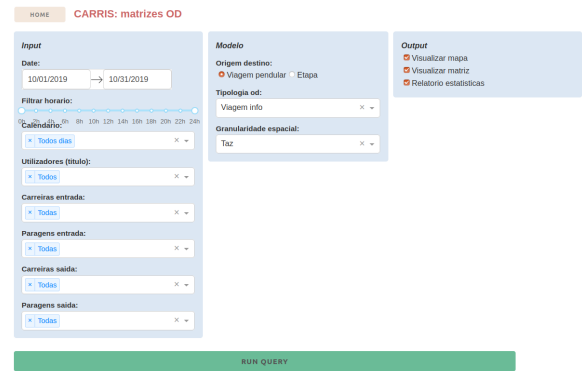 HOME
CARRIS: matrizes OD
Input
Date:
10/01/2019 → 10/31/2019
Filtrar horario:
0h 2h 4h 6h 8h 10h 12h 14h 16h 18h 20h 22h 24h
Calendário:
× Todos dias × 
Utilizadores (título):
× Todos ×
Carreiras entrada:
× Todas ×
Paragens entrada:
× Todas ×
Carreiras saida:
× Todas ×
Paragens saida:
× Todas ×
Modelo
Origem destino:
Viagem pendular Etapa
Tipologia od:
Viagem info ×
Granularidade espacial:
Taz ×
Output
Visualizar mapa
Visualizar matriz
Relatorio estatisticas
RUN QUERY